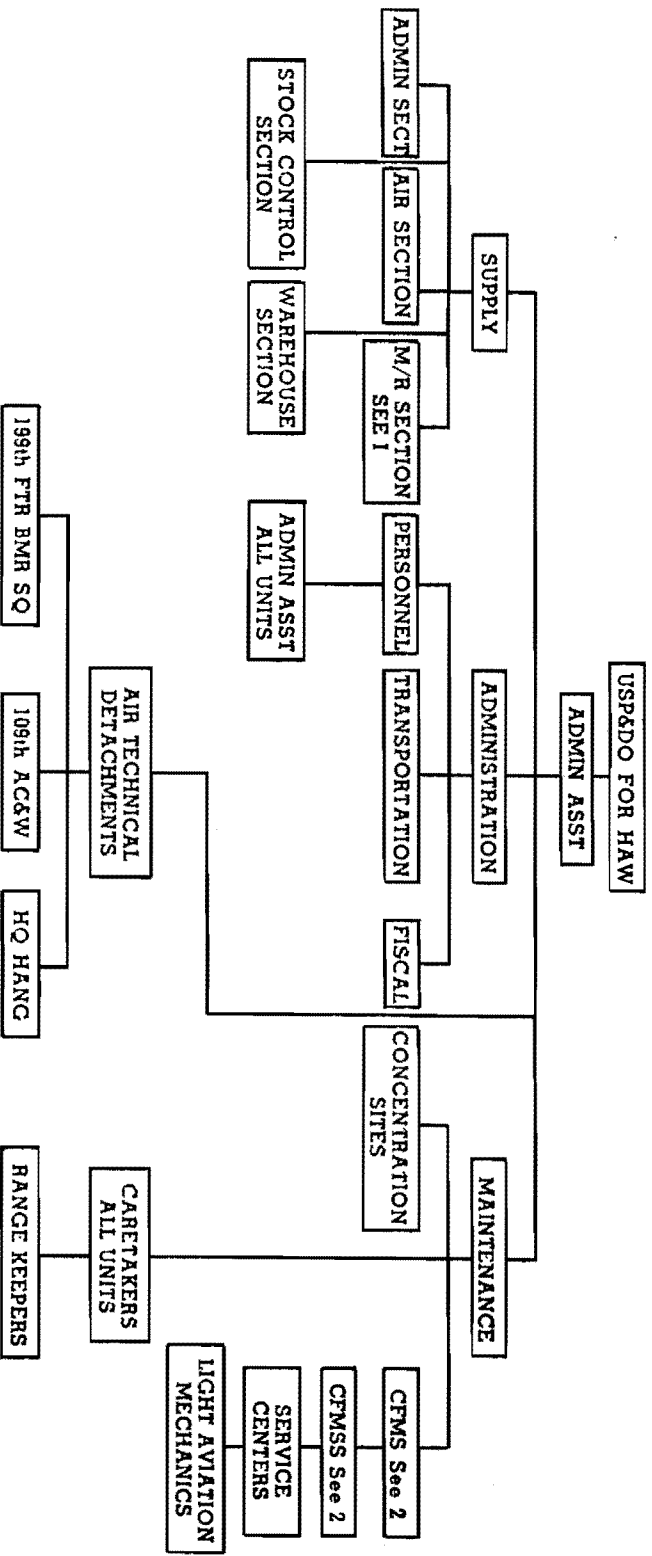 USP&DO FOR HAW
ADMIN ASST
SUPPLY
ADMINISTRATION
MAINTENANCE
ADMIN SECT
AIR SECTION
M/R SECTION
SEE I
PERSONNEL
TRANSPORTATION
FISCAL
CONCENTRATION
SITES
CFMS See 2
STOCK CONTROL
SECTION
WAREHOUSE
SECTION
ADMIN ASST
ALL UNITS
CFMSS See 2
SERVICE
CENTERS
AIR TECHNICAL
DETACHMENTS
CARETAKERS
ALL UNITS
LIGHT AVIATION
MECHANICS
199th FTR BMR SQ
109th AC&W
HQ HANG
RANGE KEEPERS